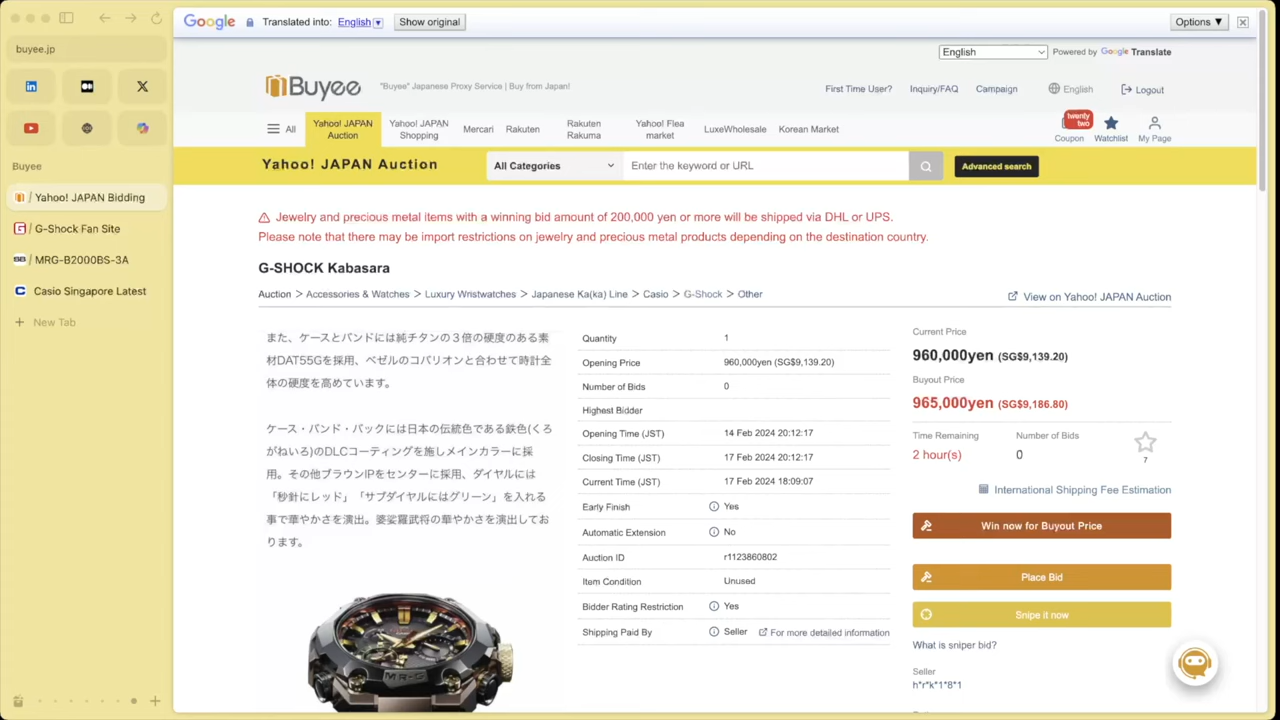 Google Translated into: English Show original Options ▼
buyee.jp
Buyee
/ Yahoo! JAPAN Bidding
/ G-Shock Fan Site
/ MRG-B2000BS-3A
Casio Singapore Latest
+ New Tab
English Powered by Google Translate
Buyee "Buyee" Japanese Proxy Service | Buy from Japan!
First Time User? Inquiry/FAQ Campaign English Logout
All
Yahoo! JAPAN
Auction
Yahoo! JAPAN
Shopping
Mercari
Rakuten
Rakuten
Rakuma
Yahoo! Flea
market
LuxeWholesale
Korean Market
twenty
two
Coupon
Watchlist
My Page
Yahoo! JAPAN Auction All Categories Enter the keyword or URL Advanced search
Jewelry and precious metal items with a winning bid amount of 200,000 yen or more will be shipped via DHL or UPS.
Please note that there may be import restrictions on jewelry and precious metal products depending on the destination country.
G-SHOCK Kabasara
Auction > Accessories & Watches > Luxury Wristwatches > Japanese Ka(ka) Line > Casio > G-Shock > Other
View on Yahoo! JAPAN Auction
また、ケースとバンドには純チタンの３倍の硬度のある素
材DAT55Gを採用、ベゼルのコバリオンと合わせて時計全
体の硬度を高めています。
ケース・バンド・バックには日本の伝統色である鉄色(くろ
がねいろ)のDLCコーティングを施しメインカラーに採
用。その他ブラウンIPをセンターに採用、ダイヤルには
「秒針にレッド」「サブダイヤルにはグリーン」を入れる
事で華やかさを演出。婆娑羅武将の華やかさを演出してお
ります。
MR-G
Quantity 1
Opening Price 960,000yen (SG$9,139.20)
Number of Bids 0
Highest Bidder
Opening Time (JST) 14 Feb 2024 20:12:17
Closing Time (JST) 17 Feb 2024 20:12:17
Current Time (JST) 17 Feb 2024 18:09:07
Early Finish Yes
Automatic Extension No
Auction ID r1123860802
Item Condition Unused
Bidder Rating Restriction Yes
Shipping Paid By Seller For more detailed information
Current Price
960,000yen (SG$9,139.20)
Buyout Price
965,000yen (SG$9,186.80)
Time Remaining Number of Bids
2 hour(s) 0
7
International Shipping Fee Estimation
Win now for Buyout Price
Place Bid
Snipe it now
What is sniper bid?
Seller
h*r*k*1*8*1